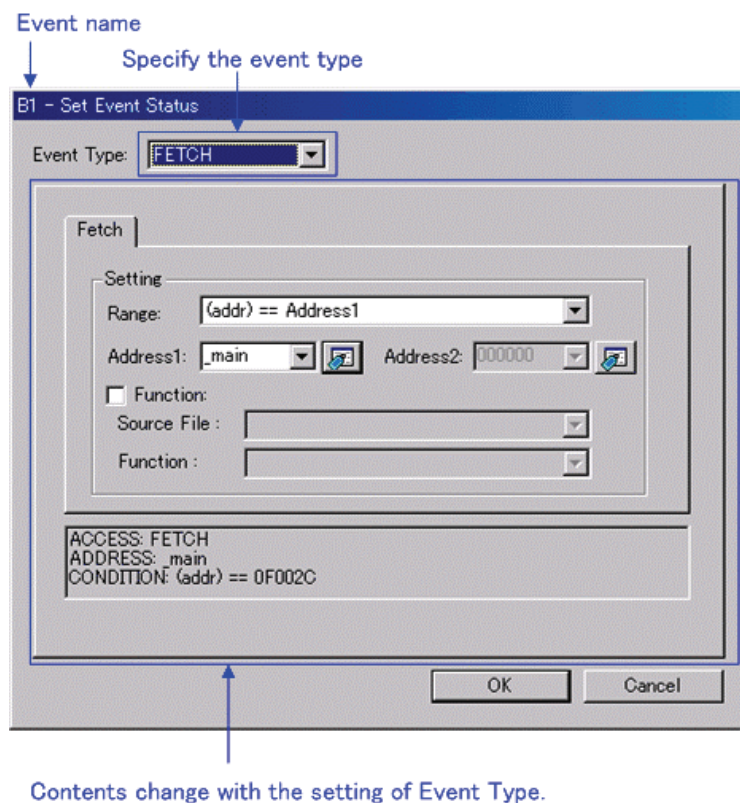 Event name
Specify the event type
B1 - Set Event Status
Event Type: FETCH
Fetch
Setting
Range: (addr) == Address1
Address1: _main Address2: 000000
Function:
Source File :
Function :
ACCESS: FETCH
ADDRESS: _main
CONDITION: (addr) == 0F002C
OK Cancel
Contents change with the setting of Event Type.